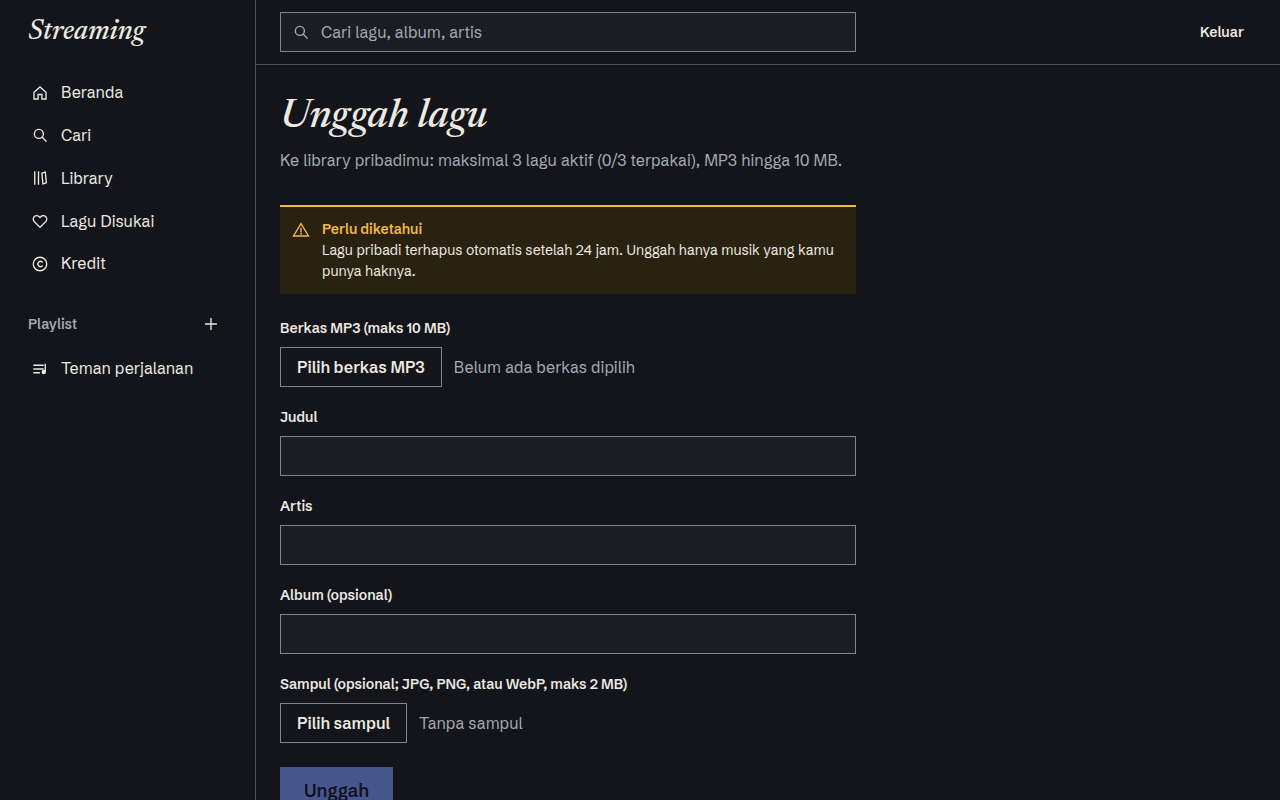 Streaming
Cari lagu, album, artis
Keluar
Beranda
Cari
Library
Lagu Disukai
Kredit
Playlist
Teman perjalanan
Unggah lagu
Ke library pribadimu: maksimal 3 lagu aktif (0/3 terpakai), MP3 hingga 10 MB.
Perlu diketahui
Lagu pribadi terhapus otomatis setelah 24 jam. Unggah hanya musik yang kamu
punya haknya.
Berkas MP3 (maks 10 MB)
Pilih berkas MP3
Belum ada berkas dipilih
Judul
Artis
Album (opsional)
Sampul (opsional; JPG, PNG, atau WebP, maks 2 MB)
Pilih sampul
Tanpa sampul
Unggah